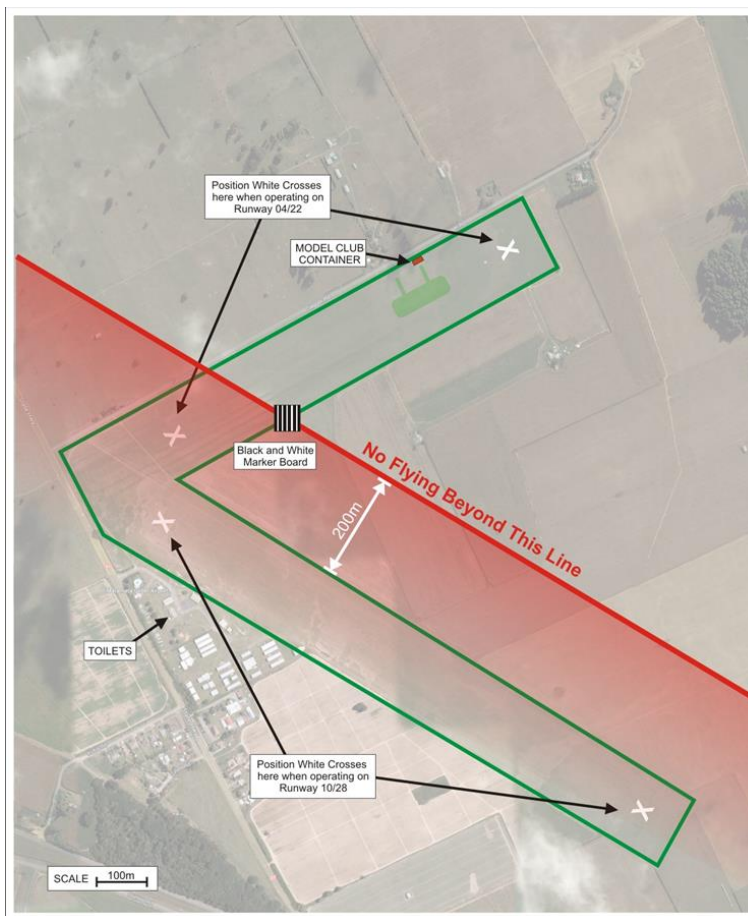 Position White Crosses
here when operating on
Runway 04/22
MODEL CLUB
CONTAINER
Black and White
Marker Board
No Flying Beyond This Line
200m
TOILETS
Position White Crosses
here when operating on
Runway 10/28
SCALE 100m